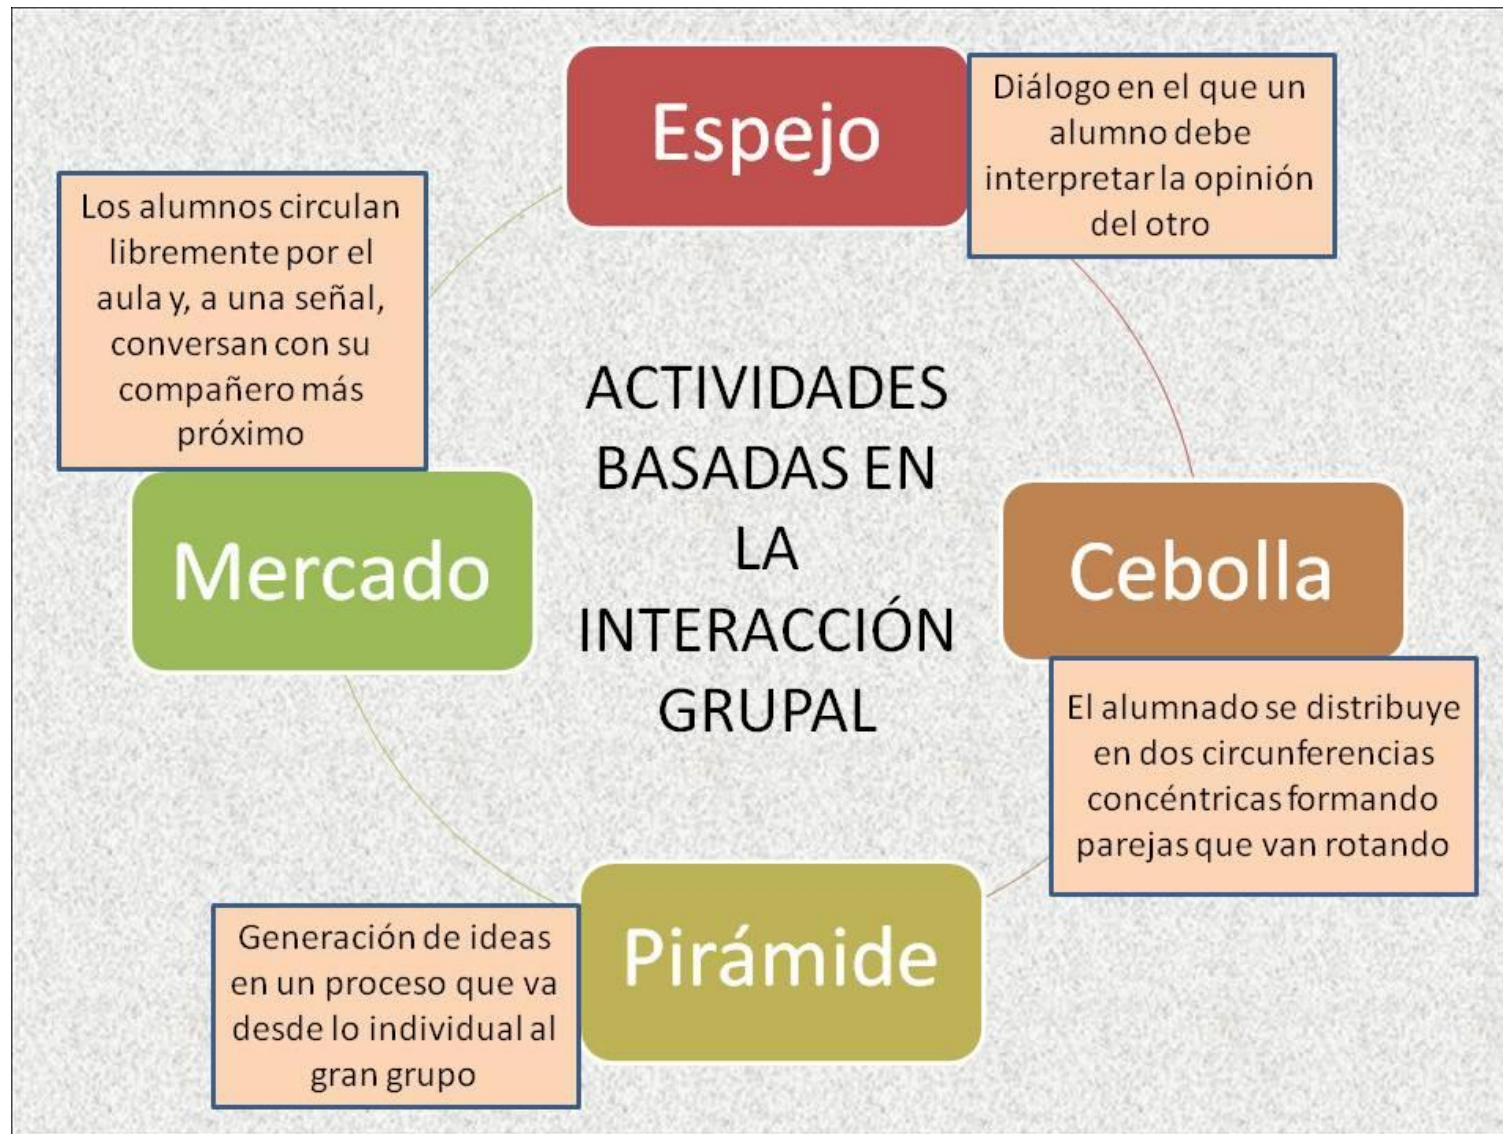 Espejo
Diálogo en el que un
alumno debe
interpretar la opinión
del otro
Los alumnos circulan
libremente por el
aula y, a una señal,
conversan con su
compañero más
próximo
ACTIVIDADES
BASADAS EN
LA
INTERACCIÓN
GRUPAL
Mercado
Cebolla
El alumnado se distribuye
en dos circunferencias
concéntricas formando
parejas que van rotando
Pirámide
Generación de ideas
en un proceso que va
desde lo individual al
gran grupo